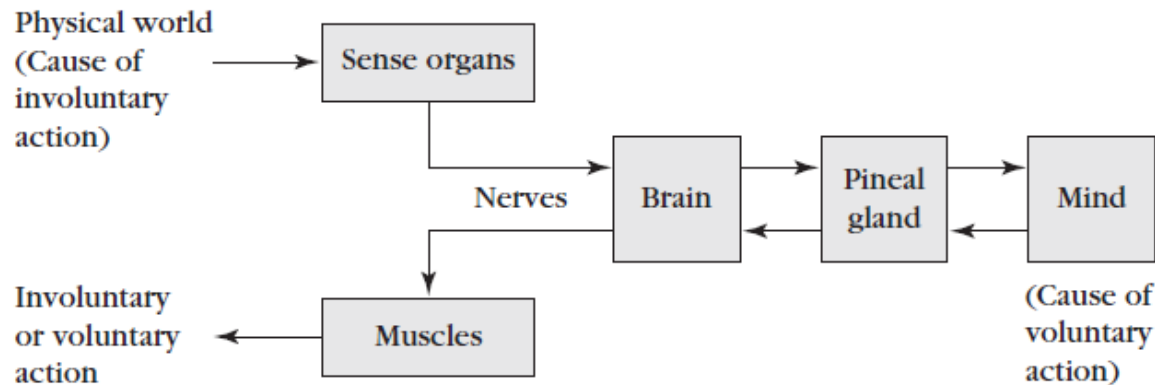 Physical world
(Cause of
involuntary
action)
Sense organs
Nerves
Brain
Pineal
gland
Mind
(Cause of
voluntary
action)
Muscles
Involuntary
or voluntary
action